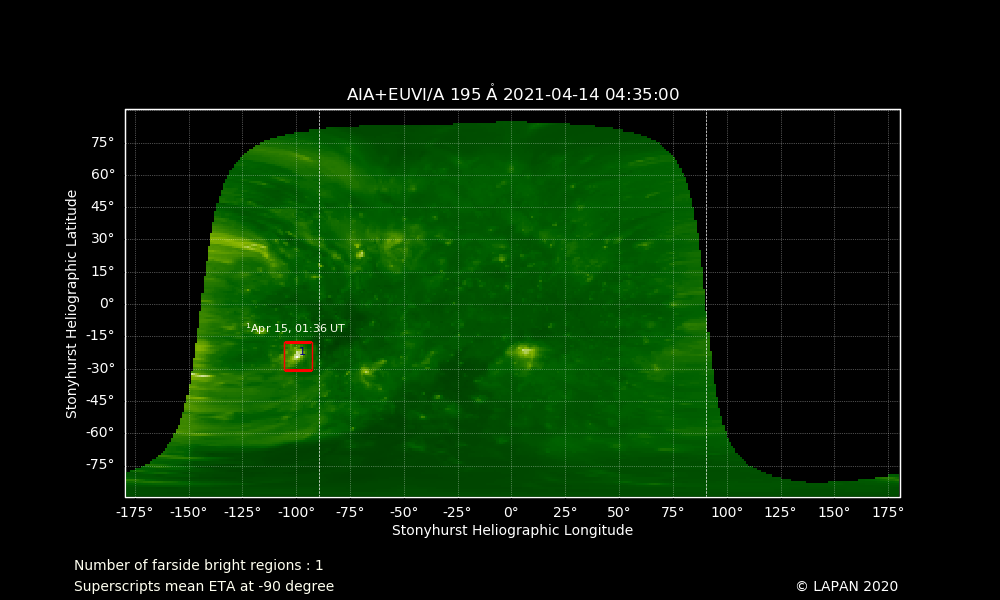 AIA+EUVI/A 195 Å 2021-04-14 04:35:00
75°
60°
45°
30°
15°
0°
-15°
-30°
-45°
-60°
-75°
Stonyhurst Heliographic Latitude
¹Apr 15, 01:36 UT
1
-175° -150° -125° -100° -75° -50° -25° 0° 25° 50° 75° 100° 125° 150° 175°
Stonyhurst Heliographic Longitude
Number of farside bright regions : 1
Superscripts mean ETA at -90 degree
© LAPAN 2020